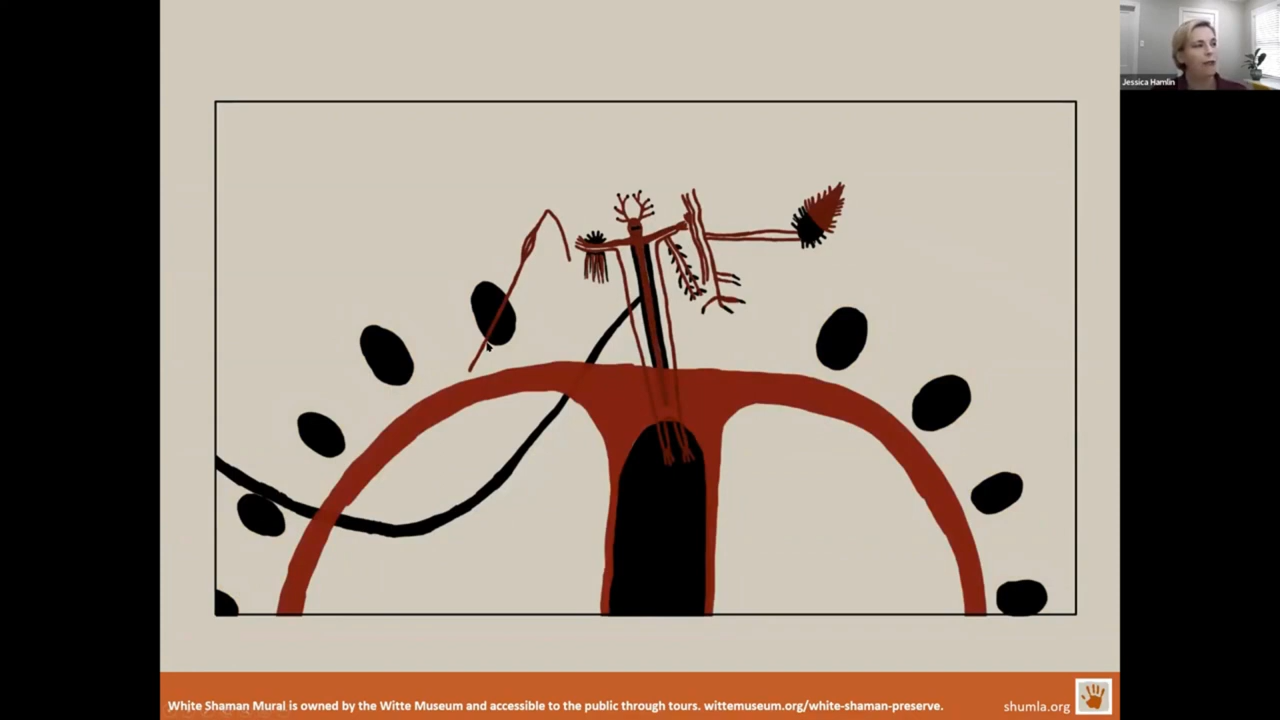 Jessica Hamlin
White Shaman Mural is owned by the Witte Museum and accessible to the public through tours. wittemuseum.org/white-shaman-preserve.
shumla.org